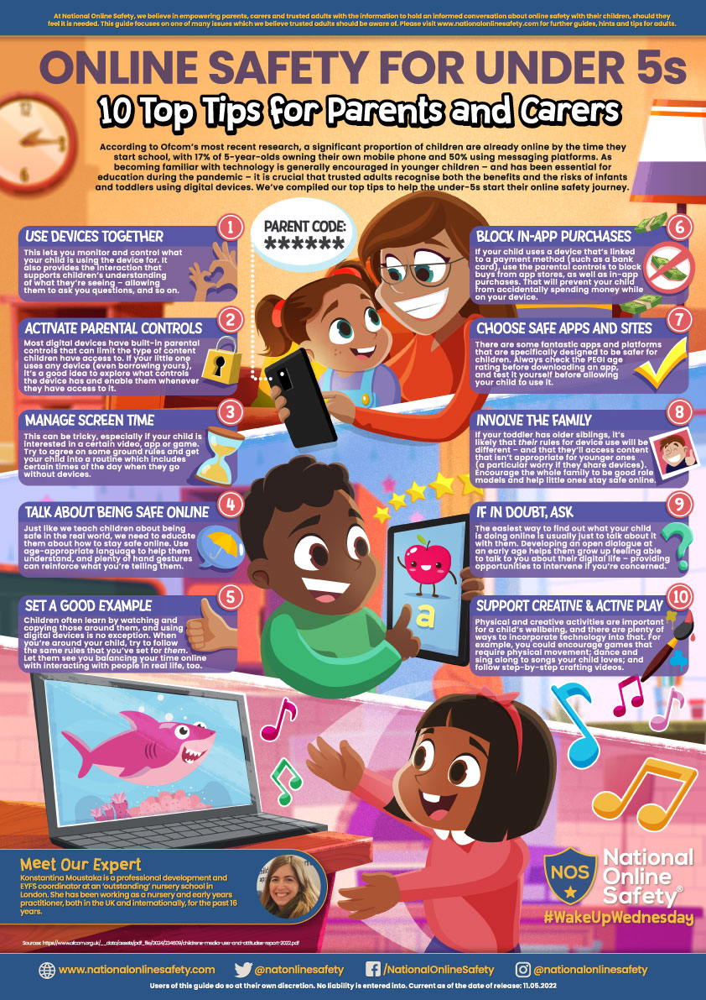 At National Online Safety, we believe in empowering parents, carers and trusted adults with the information to hold an informed conversation about online safety with their children, should they
feel it is needed. This guide focuses on one of many issues which we believe trusted adults should be aware of. Please visit www.nationalonlinesafety.com for further guides, hints and tips for adults.
ONLINE SAFETY FOR UNDER 5s
10 Top Tips for Parents and Carers
According to Ofcom's most recent research, a significant proportion of children are already online by the time they
start school, with 17% of 5-year-olds owning their own mobile phone and 50% using messaging platforms. As
becoming familiar with technology is generally encouraged in younger children – and has been essential for
education during the pandemic – it is crucial that trusted adults recognise both the benefits and the risks of infants
and toddlers using digital devices. We've compiled our top tips to help the under-5s start their online safety journey.
12
3
6
PARENT CODE:
******
1
USE DEVICES TOGETHER
This lets you monitor and control what
your child is using the device for. It
also provides the interaction that
supports children's understanding
of what they're seeing – allowing
them to ask you questions, and so on.
2
ACTIVATE PARENTAL CONTROLS
Most digital devices have built-in parental
controls that can limit the type of content
children have access to. If your little one
uses any device (even borrowing yours),
it's a good idea to explore what controls
the device has and enable them whenever
they have access to it.
3
MANAGE SCREEN TIME
This can be tricky, especially if your child is
interested in a certain video, app or game.
Try to agree on some ground rules and get
your child into a routine which includes
certain times of the day when they go
without devices.
4
TALK ABOUT BEING SAFE ONLINE
Just like we teach children about being
safe in the real world, we need to educate
them about how to stay safe online. Use
age-appropriate language to help them
understand, and plenty of hand gestures
can reinforce what you're telling them.
5
SET A GOOD EXAMPLE
Children often learn by watching and
copying those around them, and using
digital devices is no exception. When
you're around your child, try to follow
the same rules that you've set for them.
Let them see you balancing your time online
with interacting with people in real life, too.
6
BLOCK IN-APP PURCHASES
If your child uses a device that's linked
to a payment method (such as a bank
card), use the parental controls to block
buys from app stores, as well as in-app
purchases. That will prevent your child
from accidentally spending money while
on your device.
7
CHOOSE SAFE APPS AND SITES
There are some fantastic apps and platforms
that are specifically designed to be safer for
children. Always check the PEGI age
rating before downloading an app,
and test it yourself before allowing
your child to use it.
8
INVOLVE THE FAMILY
If your toddler has older siblings, it's
likely that their rules for device use will be
different – and that they'll access content
that isn't appropriate for younger ones
(a particular worry if they share devices).
Encourage the whole family to be good role
models and help little ones stay safe online.
9
IF IN DOUBT, ASK
The easiest way to find out what your child
is doing online is usually just to talk about it
with them. Developing an open dialogue at
an early age helps them grow up feeling able
to talk to you about their digital life – providing
opportunities to intervene if you're concerned.
10
SUPPORT CREATIVE & ACTIVE PLAY
Physical and creative activities are important
for a child's wellbeing, and there are plenty of
ways to incorporate technology into that. For
example, you could encourage games that
require physical movement; dance and
sing along to songs your child loves; and
follow step-by-step crafting videos.
a
Meet Our Expert
Konstantina Moustaka is a professional development and
EYFS coordinator at an 'outstanding' nursery school in
London. She has been working as a nursery and early years
practitioner, both in the UK and internationally, for the past 16
years.
NOS
National
Online
Safety®
#WakeUpWednesday
Sources: https://www.ofcom.org.uk/__data/assets/pdf_file/0024/234609/childrens-media-use-and-attitudes-report-2022.pdf
www.nationalonlinesafety.com
@natonlinesafety
/NationalOnlineSafety
@nationalonlinesafety
Users of this guide do so at their own discretion. No liability is entered into. Current as of the date of release: 11.05.2022